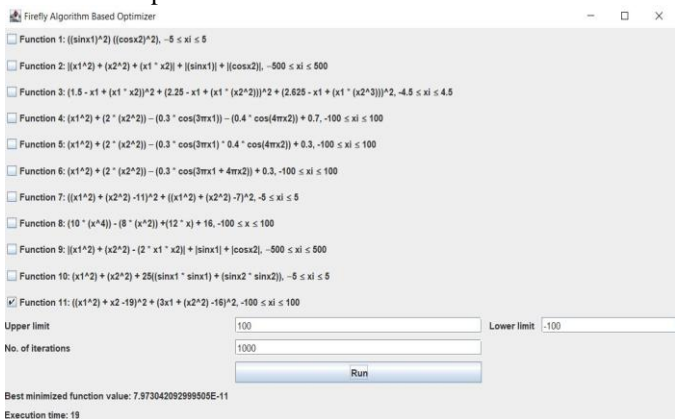 Firefly Algorithm Based Optimizer
Function 1: ((sinx1)^2) ((cosx2)^2), −5 ≤ xi ≤ 5
Function 2: |(x1^2) + (x2^2) + (x1 * x2)| + |(sinx1)| + |(cosx2)|, −500 ≤ xi ≤ 500
Function 3: (1.5 - x1 + (x1 * x2))^2 + (2.25 - x1 + (x1 * (x2^2)))^2 + (2.625 - x1 + (x1 * (x2^3)))^2, -4.5 ≤ xi ≤ 4.5
Function 4: (x1^2) + (2 * (x2^2)) – (0.3 * cos(3πx1)) – (0.4 * cos(4πx2)) + 0.7, -100 ≤ xi ≤ 100
Function 5: (x1^2) + (2 * (x2^2)) – (0.3 * cos(3πx1) * 0.4 * cos(4πx2)) + 0.3, -100 ≤ xi ≤ 100
Function 6: (x1^2) + (2 * (x2^2)) – (0.3 * cos(3πx1 + 4πx2)) + 0.3, -100 ≤ xi ≤ 100
Function 7: ((x1^2) + (x2^2) -11)^2 + ((x1^2) + (x2^2) -7)^2, -5 ≤ xi ≤ 5
Function 8: (10 * (x^4)) - (8 * (x^2)) +(12 * x) + 16, -100 ≤ x ≤ 100
Function 9: |(x1^2) + (x2^2) - (2 * x1 * x2)| + |sinx1| + |cosx2|, −500 ≤ xi ≤ 500
Function 10: (x1^2) + (x2^2) + 25((sinx1 * sinx1) + (sinx2 * sinx2)), −5 ≤ xi ≤ 5
Function 11: ((x1^2) + x2 -19)^2 + (3x1 + (x2^2) -16)^2, -100 ≤ xi ≤ 100
Upper limit 100 Lower limit -100
No. of iterations 1000
Run
Best minimized function value: 7.973042092999505E-11
Execution time: 19